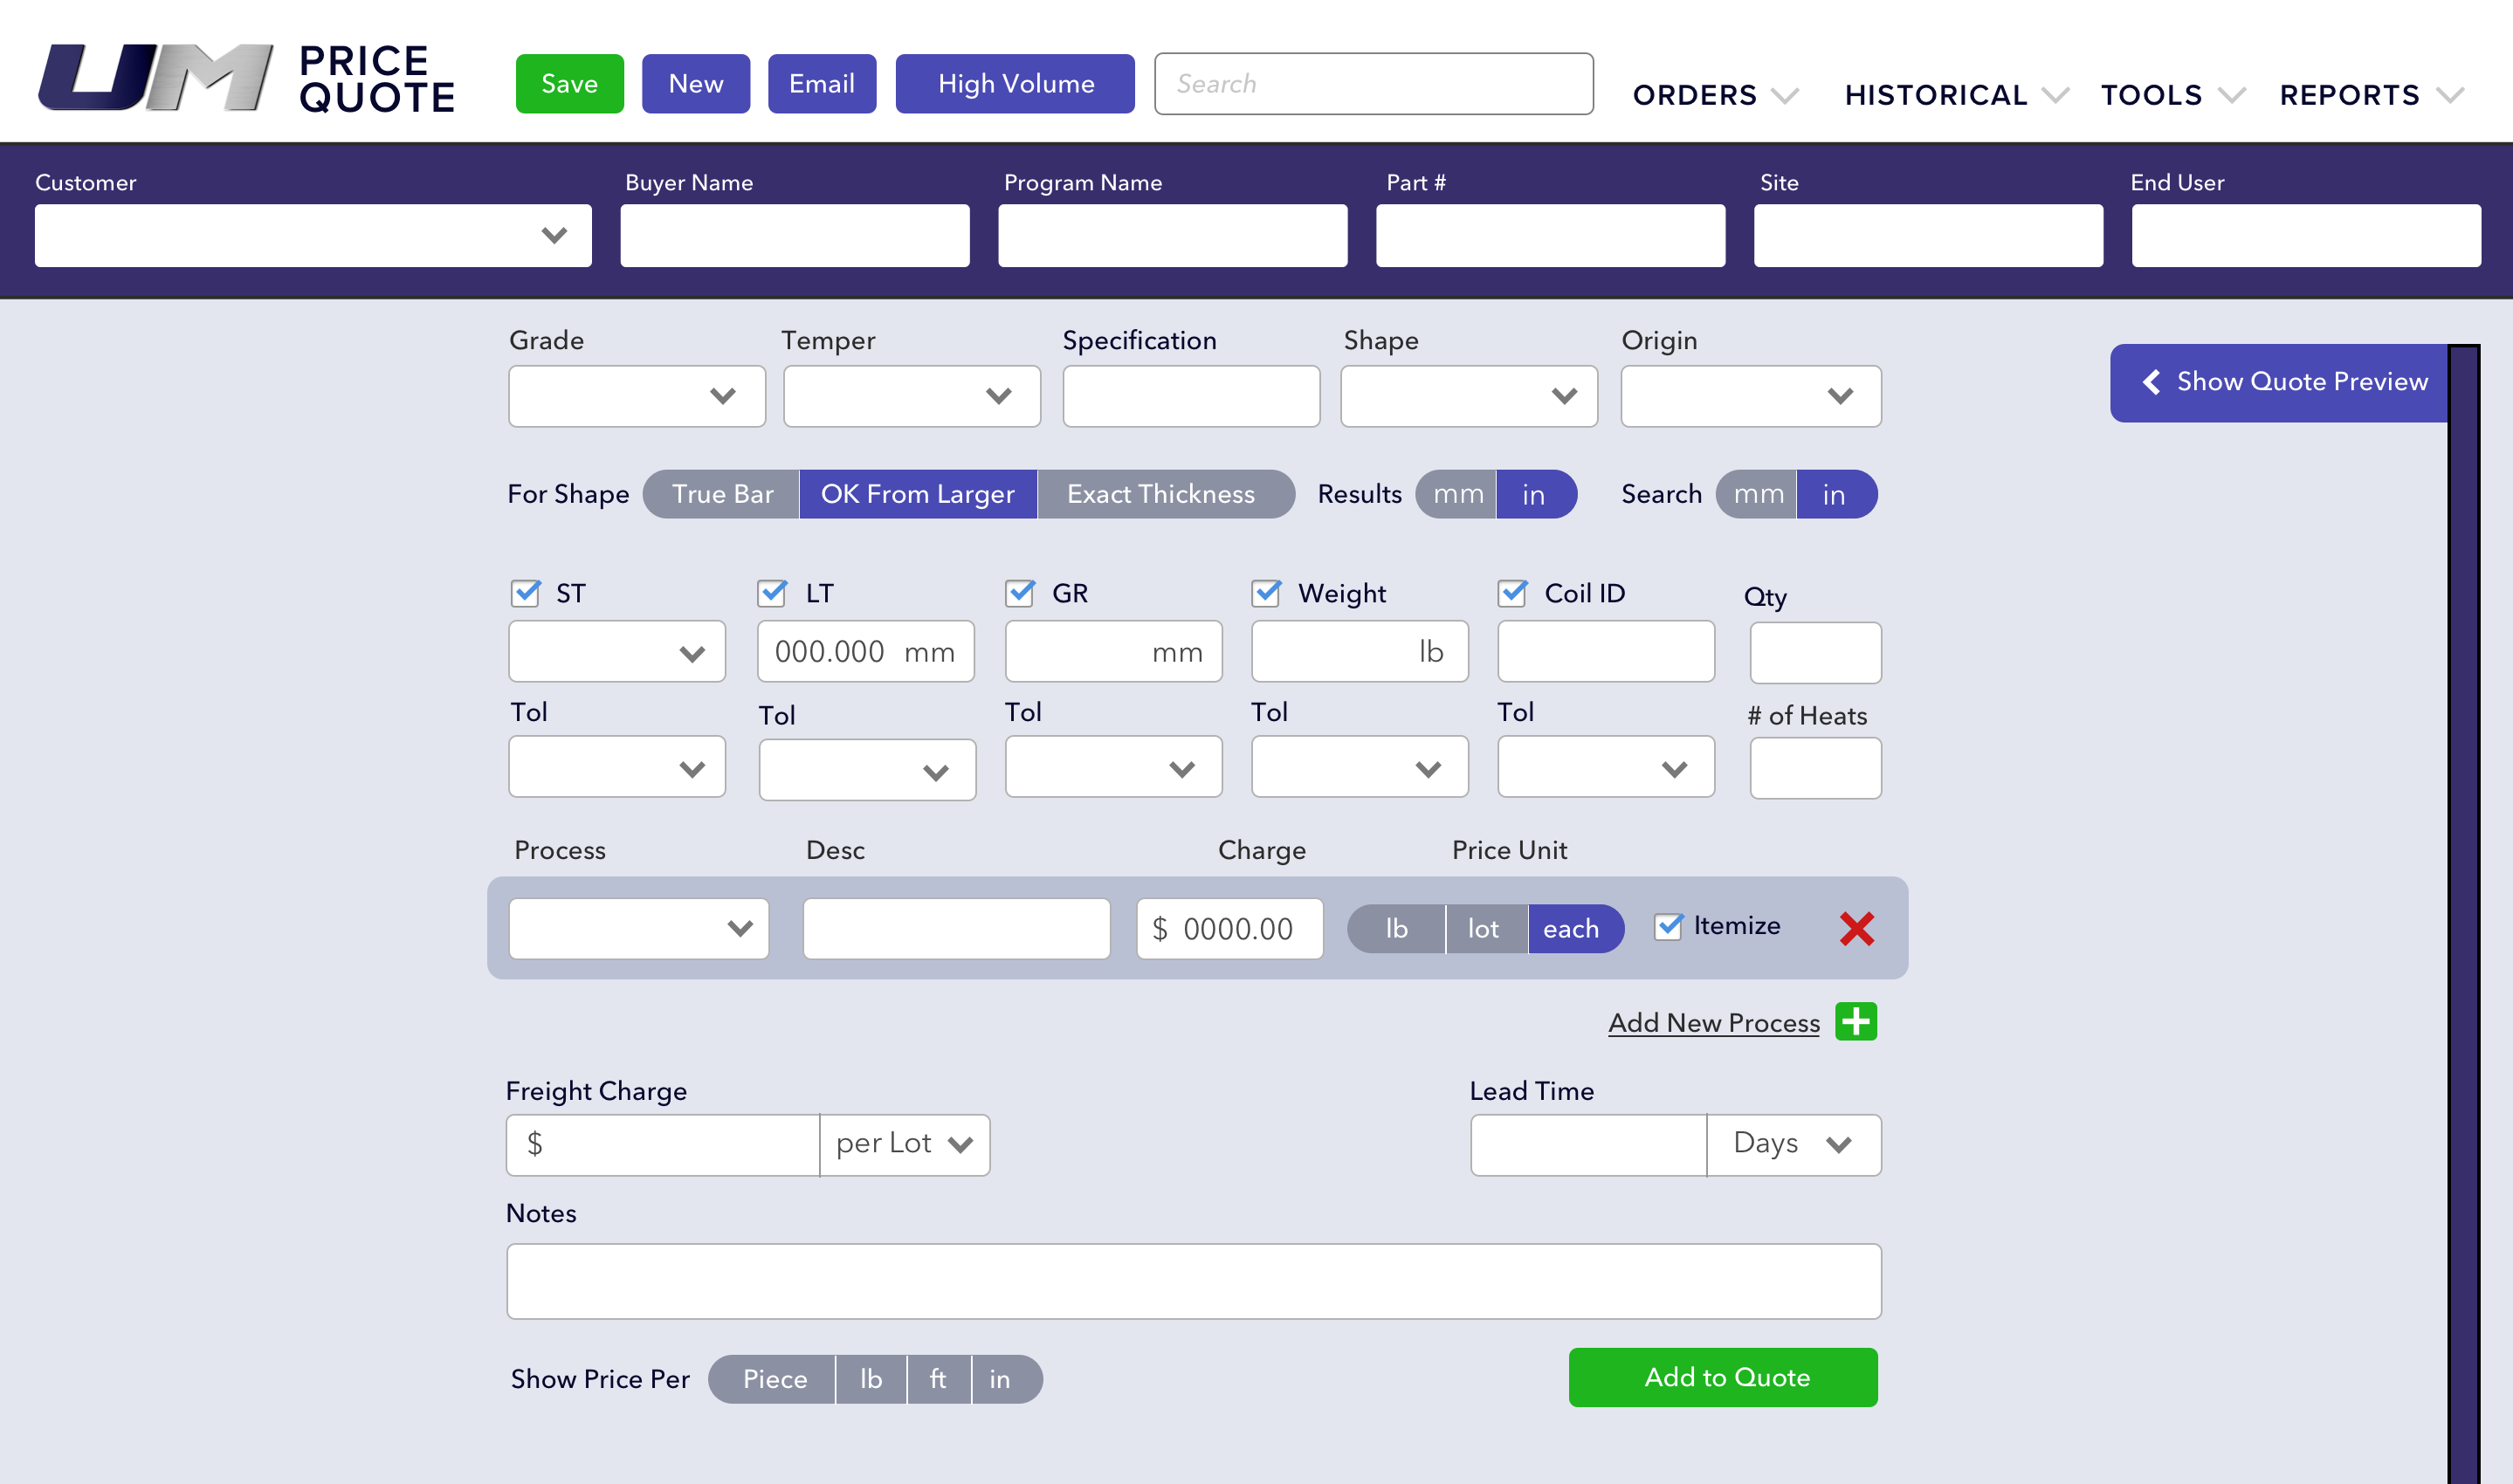 UM PRICE
QUOTE
Save New Email High Volume Search
ORDERS HISTORICAL TOOLS REPORTS
Customer Buyer Name Program Name Part # Site End User
Grade Temper Specification Shape Origin
Show Quote Preview
For Shape True Bar OK From Larger Exact Thickness Results mm in Search mm in
ST LT GR Weight Coil ID Qty
000.000 mm mm lb
Tol Tol Tol Tol Tol # of Heats
Process Desc Charge Price Unit
$ 0000.00 lb lot each Itemize
Add New Process
Freight Charge Lead Time
$ per Lot Days
Notes
Show Price Per Piece lb ft in Add to Quote